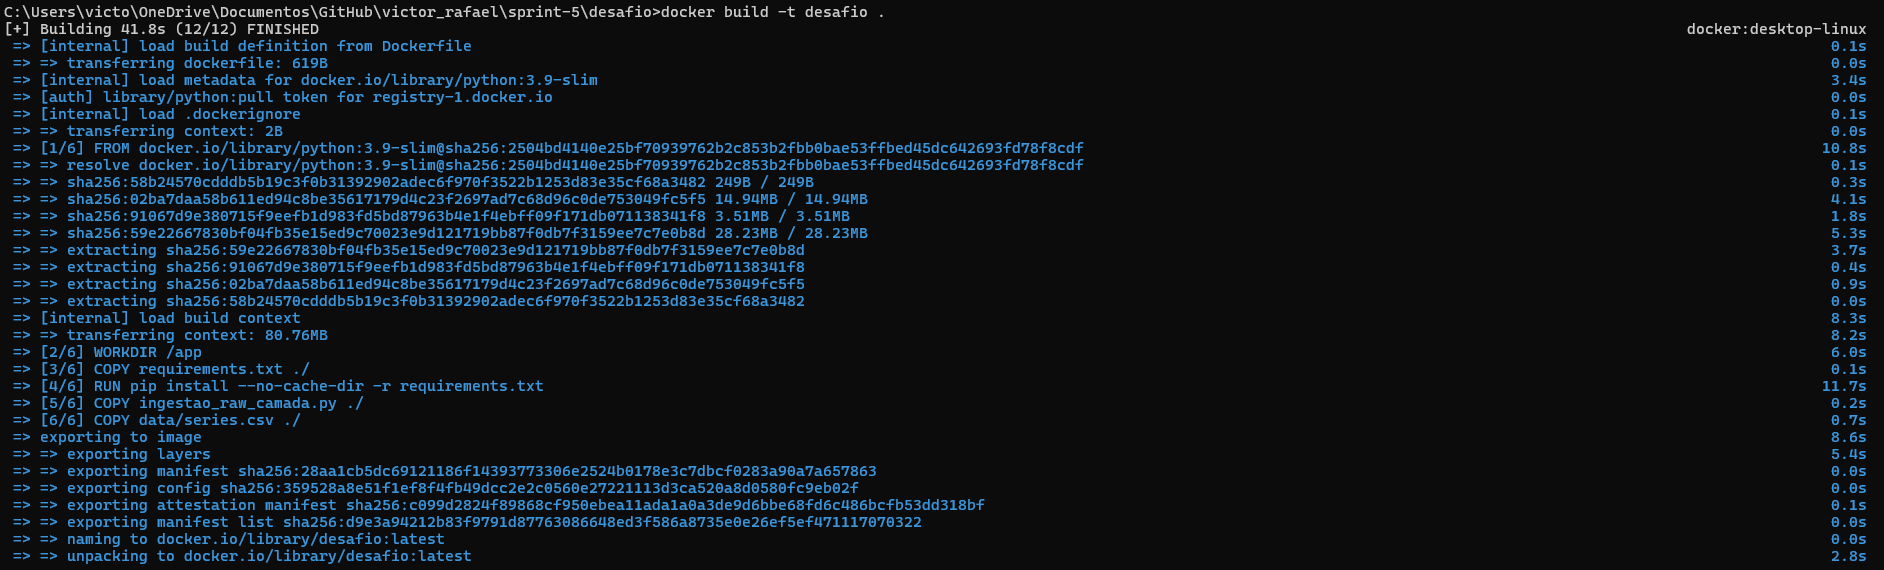 C:\Users\victo\OneDrive\Documentos\GitHub\victor_rafael\sprint-5\desafio>docker build -t desafio .
[+] Building 41.8s (12/12) FINISHED docker:desktop-linux
=> [internal] load build definition from Dockerfile 0.1s
=> => transferring dockerfile: 619B 0.0s
=> [internal] load metadata for docker.io/library/python:3.9-slim 3.4s
=> [auth] library/python:pull token for registry-1.docker.io 0.0s
=> [internal] load .dockerignore 0.1s
=> => transferring context: 2B 0.0s
=> [1/6] FROM docker.io/library/python:3.9-slim@sha256:2504bd4140e25bf70939762b2c853b2fbb0bae53ffbed45dc642693fd78f8cdf 10.8s
=> => resolve docker.io/library/python:3.9-slim@sha256:2504bd4140e25bf70939762b2c853b2fbb0bae53ffbed45dc642693fd78f8cdf 0.1s
=> => sha256:58b24570cdddb5b19c3f0b31392902adec6f970f3522b1253d83e35cf68a3482 249B / 249B 0.3s
=> => sha256:02ba7daa58b611ed94c8be35617179d4c23f2697ad7c68d96c0de753049fc5f5 14.94MB / 14.94MB 4.1s
=> => sha256:91067d9e380715f9eefb1d983fd5bd87963b4e1f4ebff09f171db071138341f8 3.51MB / 3.51MB 1.8s
=> => sha256:59e22667830bf04fb35e15ed9c70023e9d121719bb87f0db7f3159ee7c7e0b8d 28.23MB / 28.23MB 5.3s
=> => extracting sha256:59e22667830bf04fb35e15ed9c70023e9d121719bb87f0db7f3159ee7c7e0b8d 3.7s
=> => extracting sha256:91067d9e380715f9eefb1d983fd5bd87963b4e1f4ebff09f171db071138341f8 0.4s
=> => extracting sha256:02ba7daa58b611ed94c8be35617179d4c23f2697ad7c68d96c0de753049fc5f5 0.9s
=> => extracting sha256:58b24570cdddb5b19c3f0b31392902adec6f970f3522b1253d83e35cf68a3482 0.0s
=> [internal] load build context 8.3s
=> => transferring context: 80.76MB 8.2s
=> [2/6] WORKDIR /app 6.0s
=> [3/6] COPY requirements.txt ./ 0.1s
=> [4/6] RUN pip install --no-cache-dir -r requirements.txt 11.7s
=> [5/6] COPY ingestao_raw_camada.py ./ 0.2s
=> [6/6] COPY data/series.csv ./ 0.7s
=> exporting to image 8.6s
=> => exporting layers 5.4s
=> => exporting manifest sha256:28aa1cb5dc69121186f14393773306e2524b0178e3c7dbcf0283a90a7a657863 0.0s
=> => exporting config sha256:359528a8e51f1ef8f4fb49dcc2e2c0560e27221113d3ca520a8d0580fc9eb02f 0.0s
=> => exporting attestation manifest sha256:c099d2824f89868cf950ebea11ada1a0a3de9d6bbe68fd6c486bcfb53dd318bf 0.1s
=> => exporting manifest list sha256:d9e3a94212b83f9791d87763086648ed3f586a8735e0e26ef5ef471117070322 0.0s
=> => naming to docker.io/library/desafio:latest 0.0s
=> => unpacking to docker.io/library/desafio:latest 2.8s